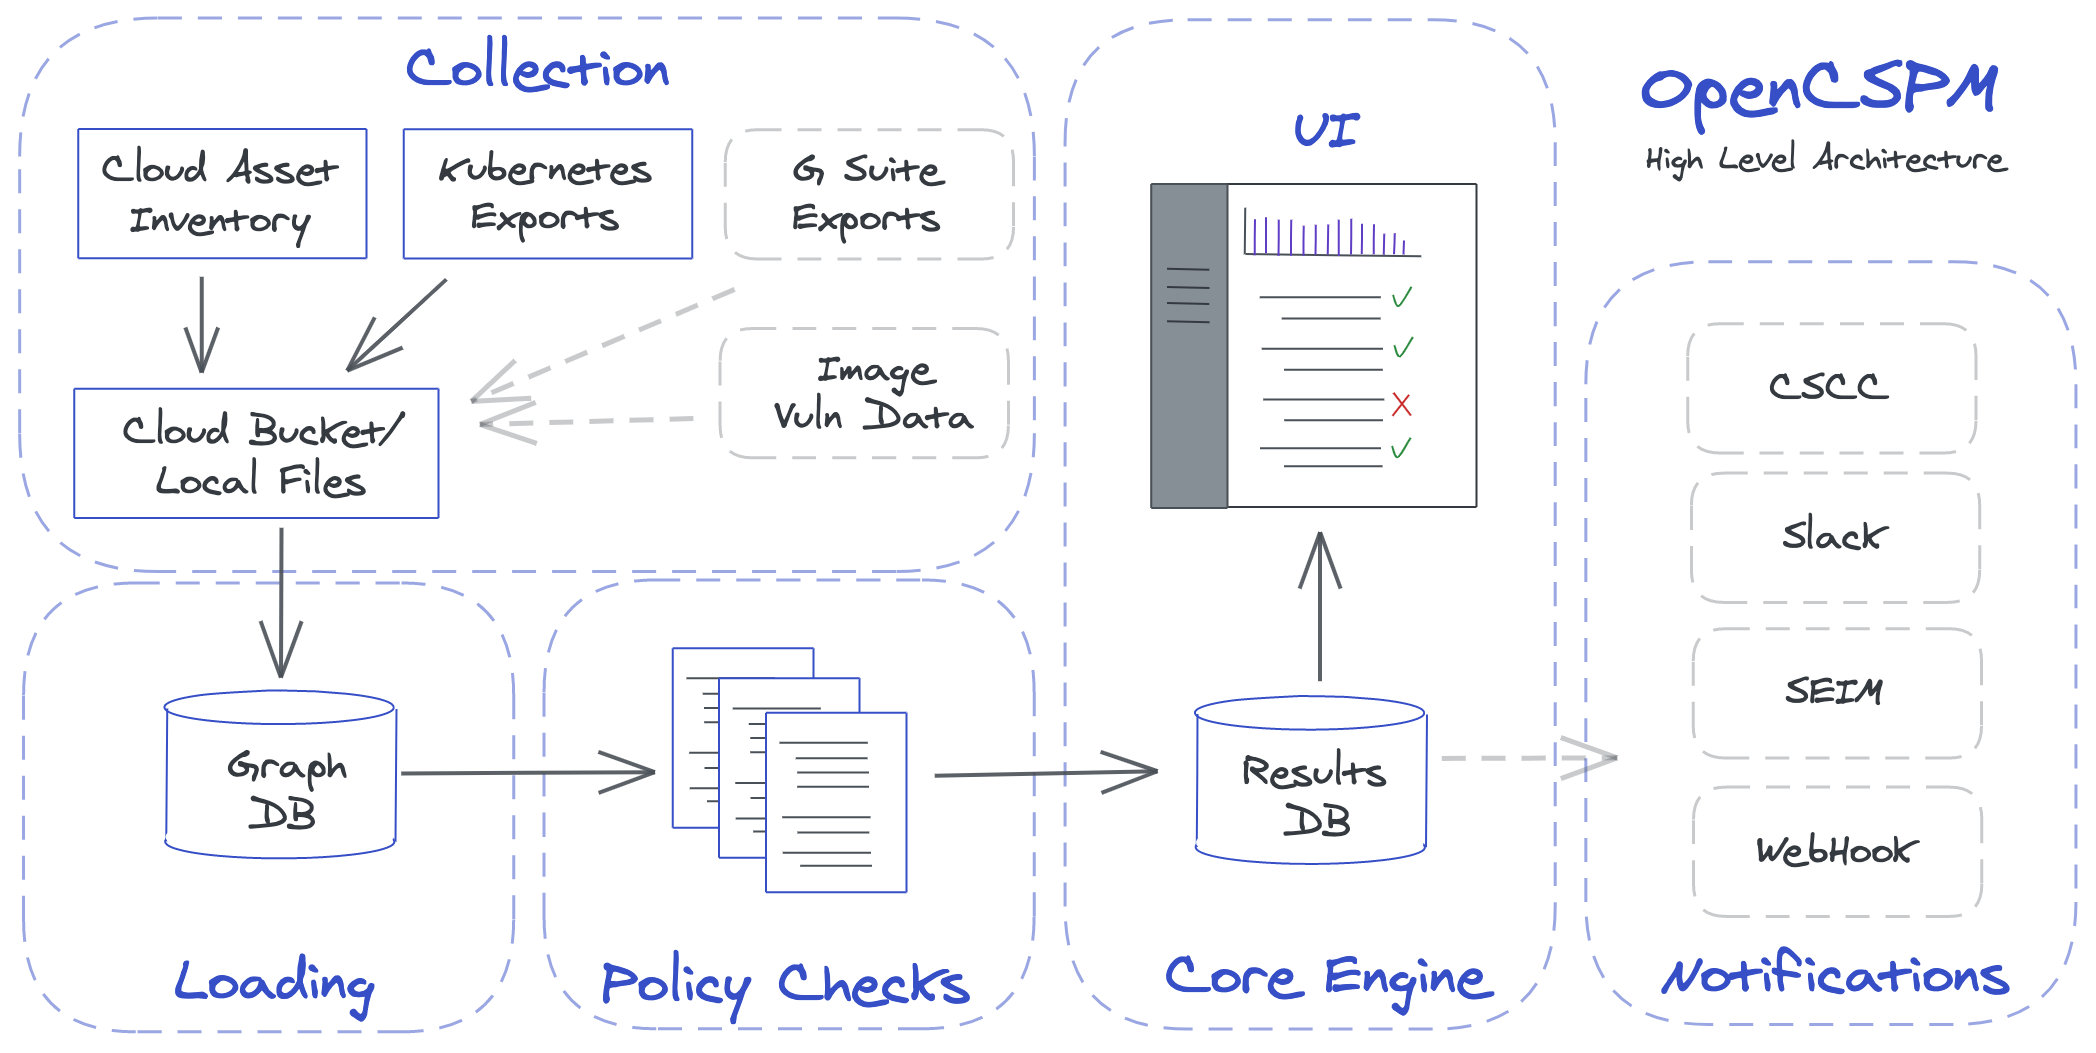 Collection
Cloud Asset
Inventory
Kubernetes
Exports
G Suite
Exports
Image
Vuln Data
Cloud Bucket/
Local Files
Graph
DB
Loading
Policy Checks
UI
Results
DB
Core Engine
OpenCSPM
High Level Architecture
CSCC
Slack
SEIM
WebHook
Notifications